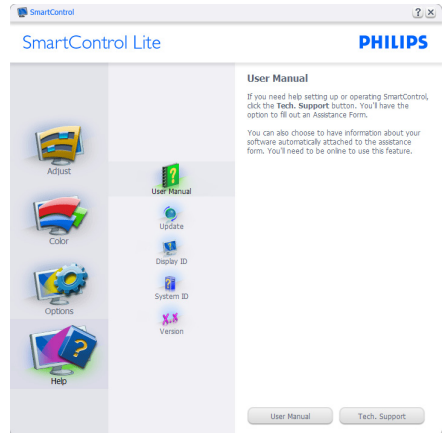 SmartControl
SmartControl Lite
PHILIPS
Adjust
Color
Options
Help
User Manual
Update
Display ID
System ID
X.X
Version
User Manual
If you need help setting up or operating SmartControl,
click the Tech. Support button. You'll have the
option to fill out an Assistance Form.
You can also choose to have information about your
software automatically attached to the assistance
form. You'll need to be online to use this feature.
User Manual
Tech. Support